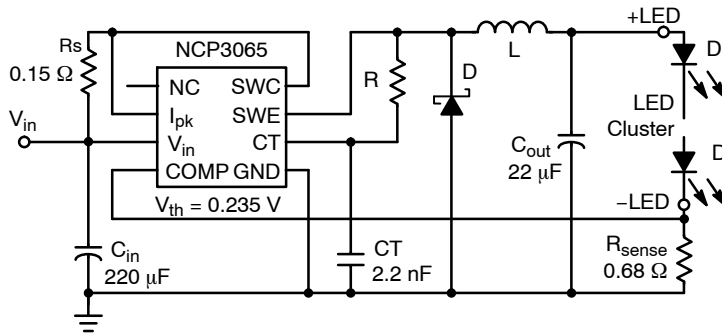 Rs
0.15 Ω
NCP3065
NC
SWC
Ipk
SWE
Vin
CT
COMP
GND
Vth = 0.235 V
Vin
Cin
220 μF
CT
2.2 nF
R
D
L
Cout
22 μF
+LED
D
LED
Cluster
D
−LED
Rsense
0.68 Ω